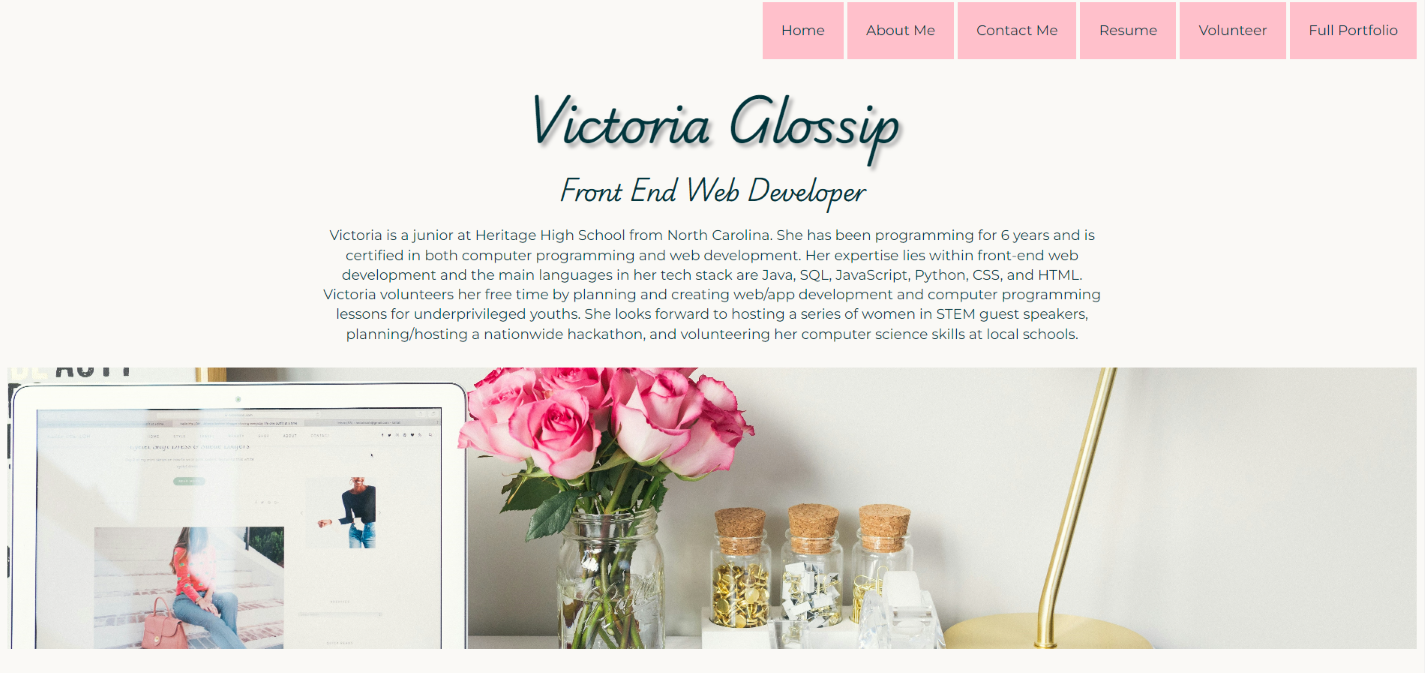 Home About Me Contact Me Resume Volunteer Full Portfolio
Victoria Glossip
Front End Web Developer
Victoria is a junior at Heritage High School from North Carolina. She has been programming for 6 years and is
certified in both computer programming and web development. Her expertise lies within front-end web
development and the main languages in her tech stack are Java, SQL, JavaScript, Python, CSS, and HTML.
Victoria volunteers her free time by planning and creating web/app development and computer programming
lessons for underprivileged youths. She looks forward to hosting a series of women in STEM guest speakers,
planning/hosting a nationwide hackathon, and volunteering her computer science skills at local schools.